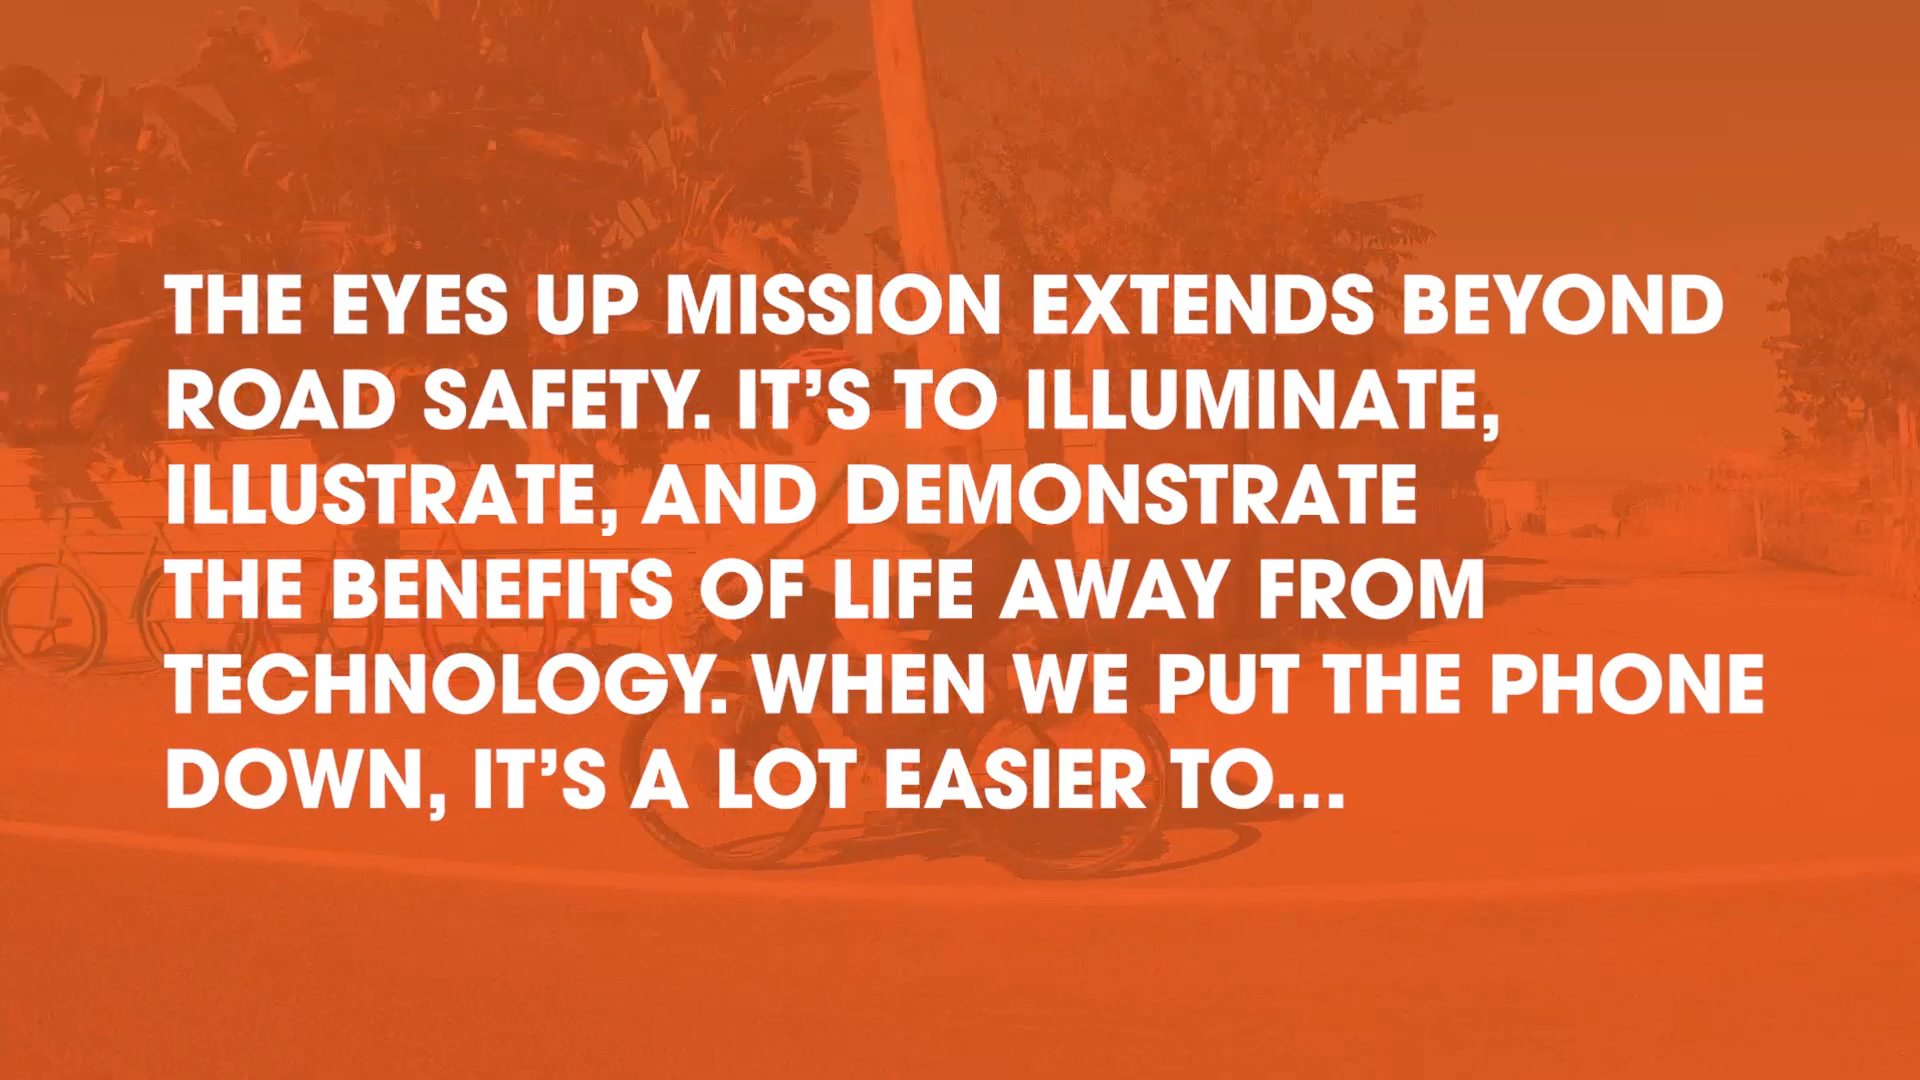 THE EYES UP MISSION EXTENDS BEYOND
ROAD SAFETY. IT’S TO ILLUMINATE,
ILLUSTRATE, AND DEMONSTRATE
THE BENEFITS OF LIFE AWAY FROM
TECHNOLOGY. WHEN WE PUT THE PHONE
DOWN, IT’S A LOT EASIER TO...